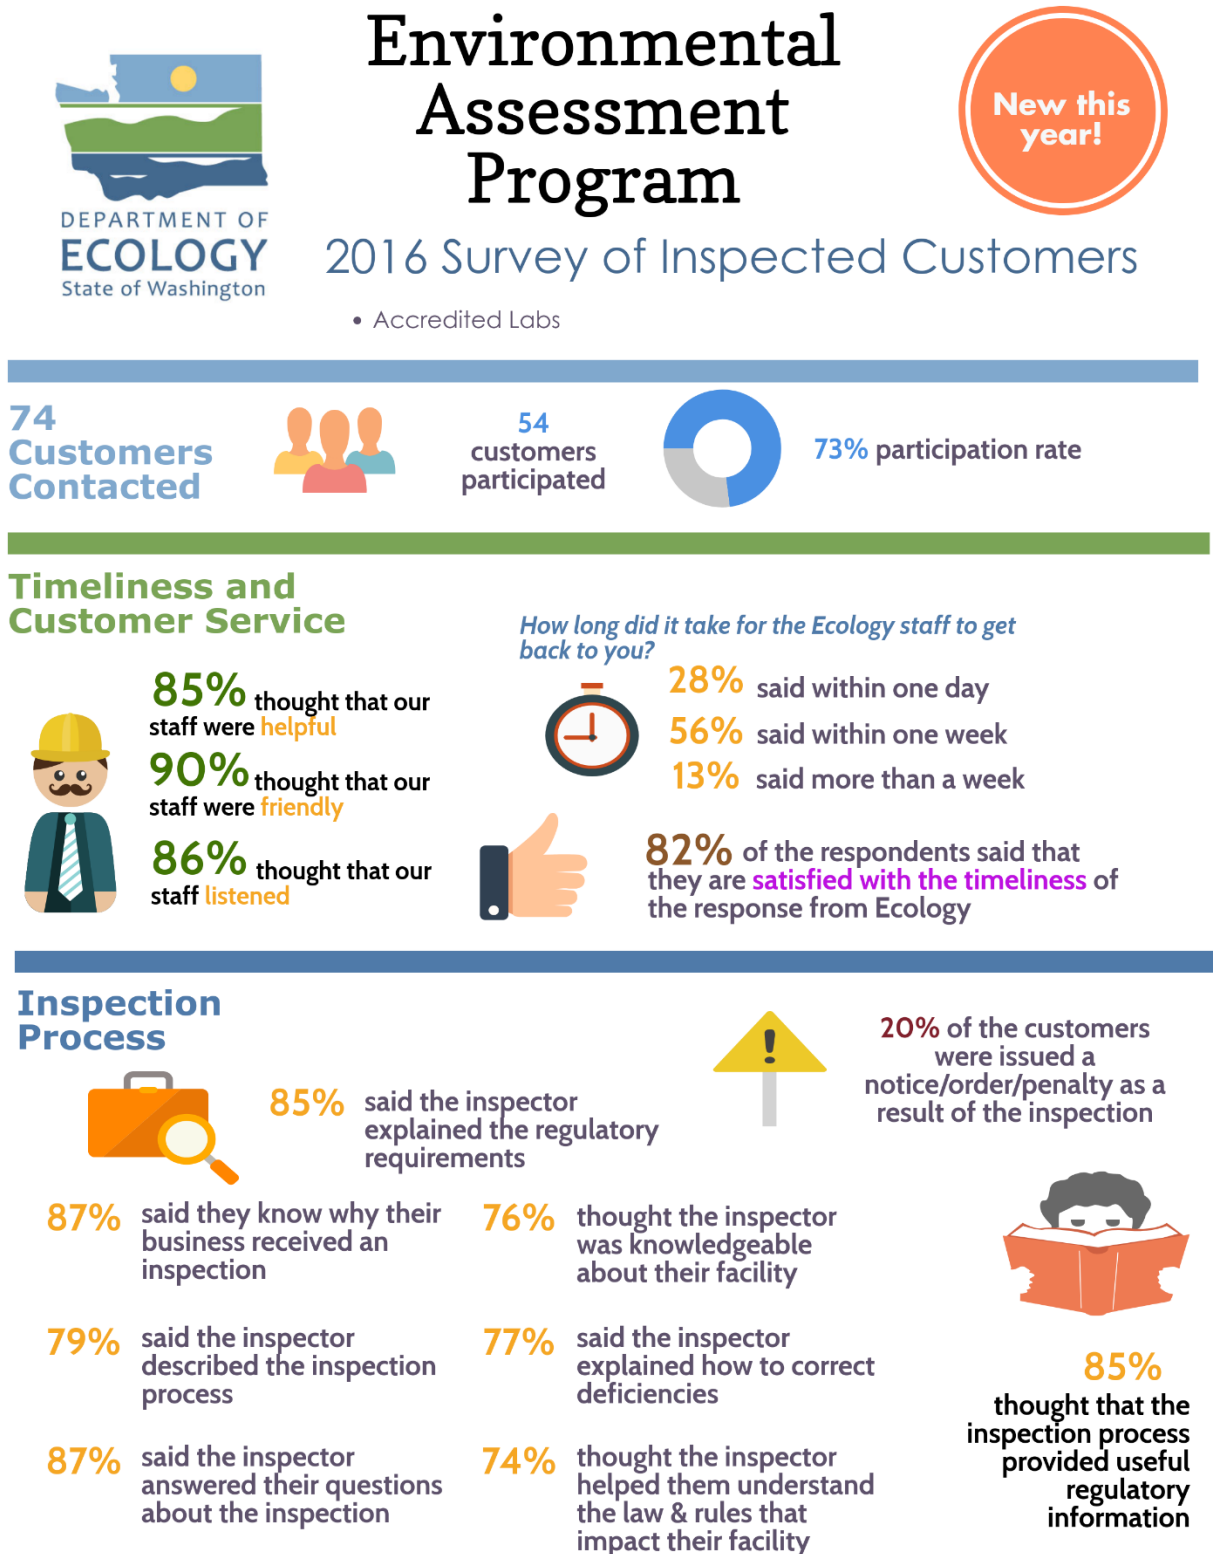 Environmental
Assessment
Program
New this
year!
DEPARTMENT OF
ECOLOGY
State of Washington
2016 Survey of Inspected Customers
• Accredited Labs
74
Customers
Contacted
54
customers
participated
73% participation rate
Timeliness and
Customer Service
85% thought that our
staff were helpful
90% thought that our
staff were friendly
86% thought that our
staff listened
How long did it take for the Ecology staff to get
back to you?
28% said within one day
56% said within one week
13% said more than a week
82% of the respondents said that
they are satisfied with the timeliness of
the response from Ecology
Inspection
Process
85% said the inspector
explained the regulatory
requirements
20% of the customers
were issued a
notice/order/penalty as a
result of the inspection
87% said they know why their
business received an
inspection
76% thought the inspector
was knowledgeable
about their facility
79% said the inspector
described the inspection
process
77% said the inspector
explained how to correct
deficiencies
87% said the inspector
answered their questions
about the inspection
74% thought the inspector
helped them understand
the law & rules that
impact their facility
85%
thought that the
inspection process
provided useful
regulatory
information